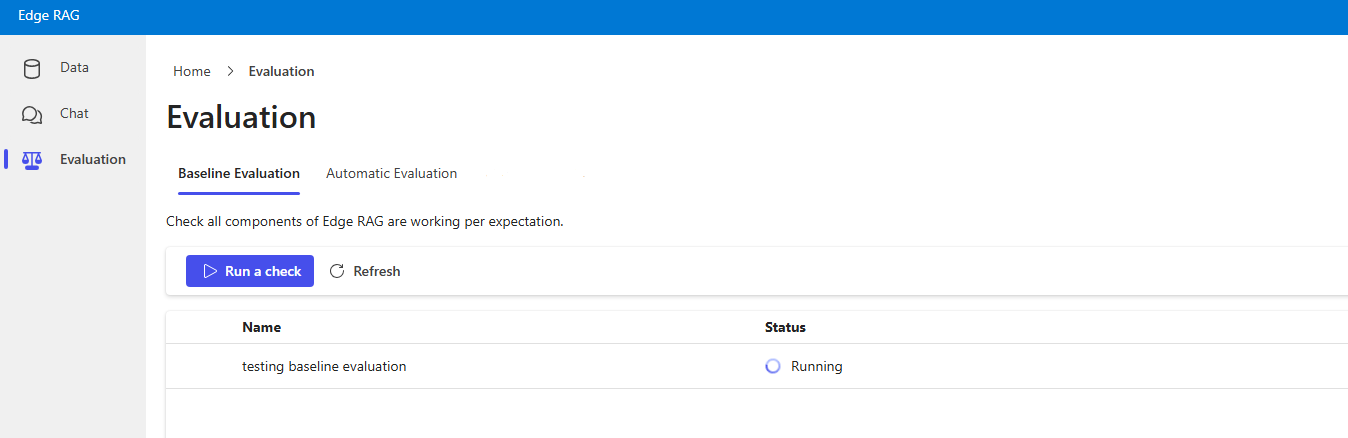 Edge RAG
Data
Chat
Evaluation
Home > Evaluation
Evaluation
Baseline Evaluation Automatic Evaluation
Check all components of Edge RAG are working per expectation.
Run a check Refresh
Name Status
testing baseline evaluation Running